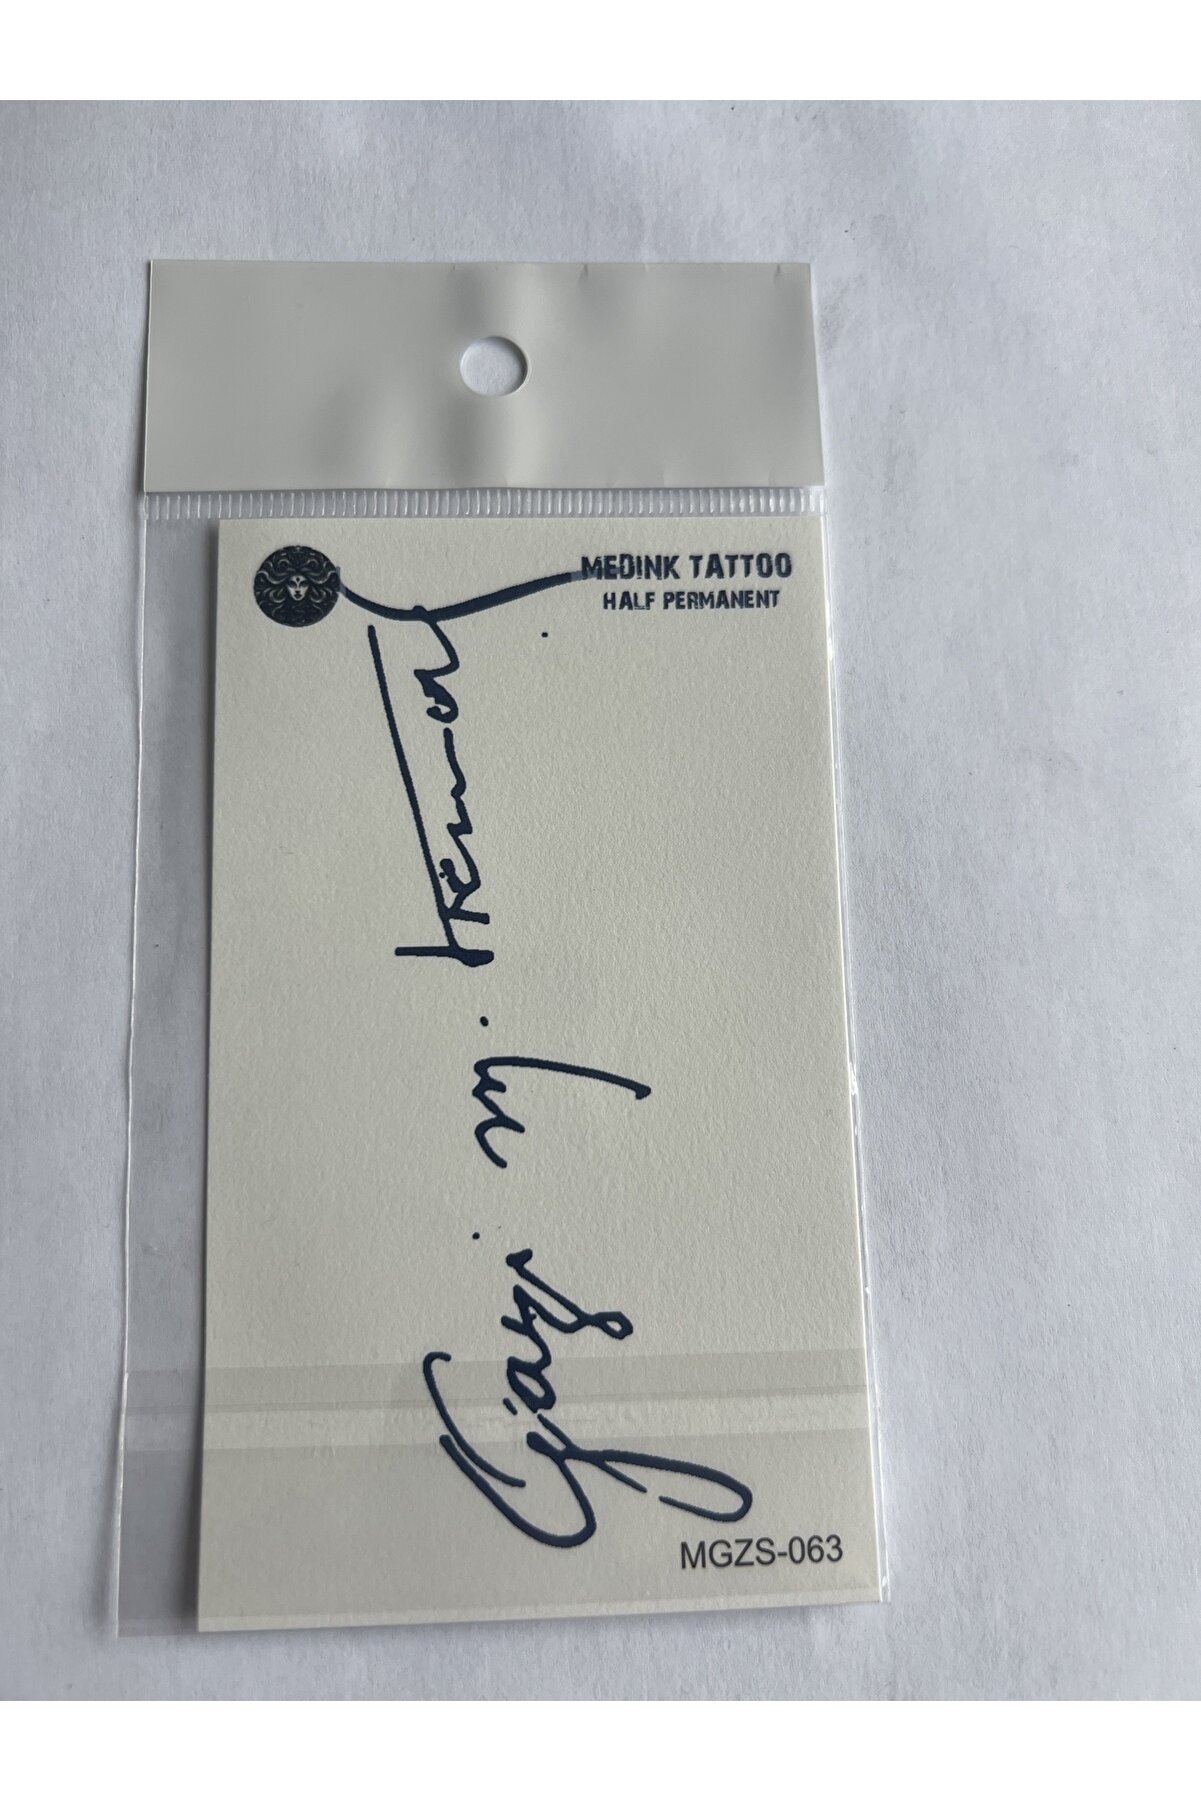 MEDINK TATTOO
HALF PERMANENT
Gazi M. Kemal
MGZS-063